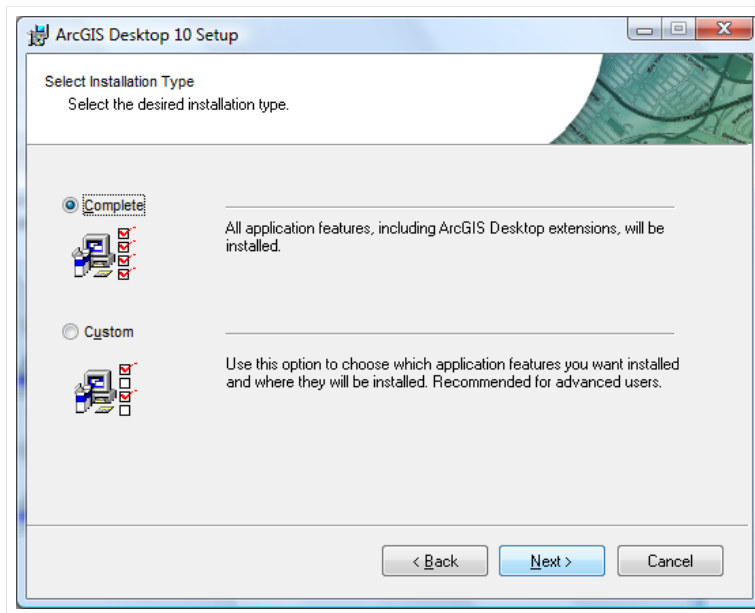 ArcGIS Desktop 10 Setup
Select Installation Type
Select the desired installation type.
Complete
All application features, including ArcGIS Desktop extensions, will be
installed.
Custom
Use this option to choose which application features you want installed
and where they will be installed. Recommended for advanced users.
< Back
Next >
Cancel